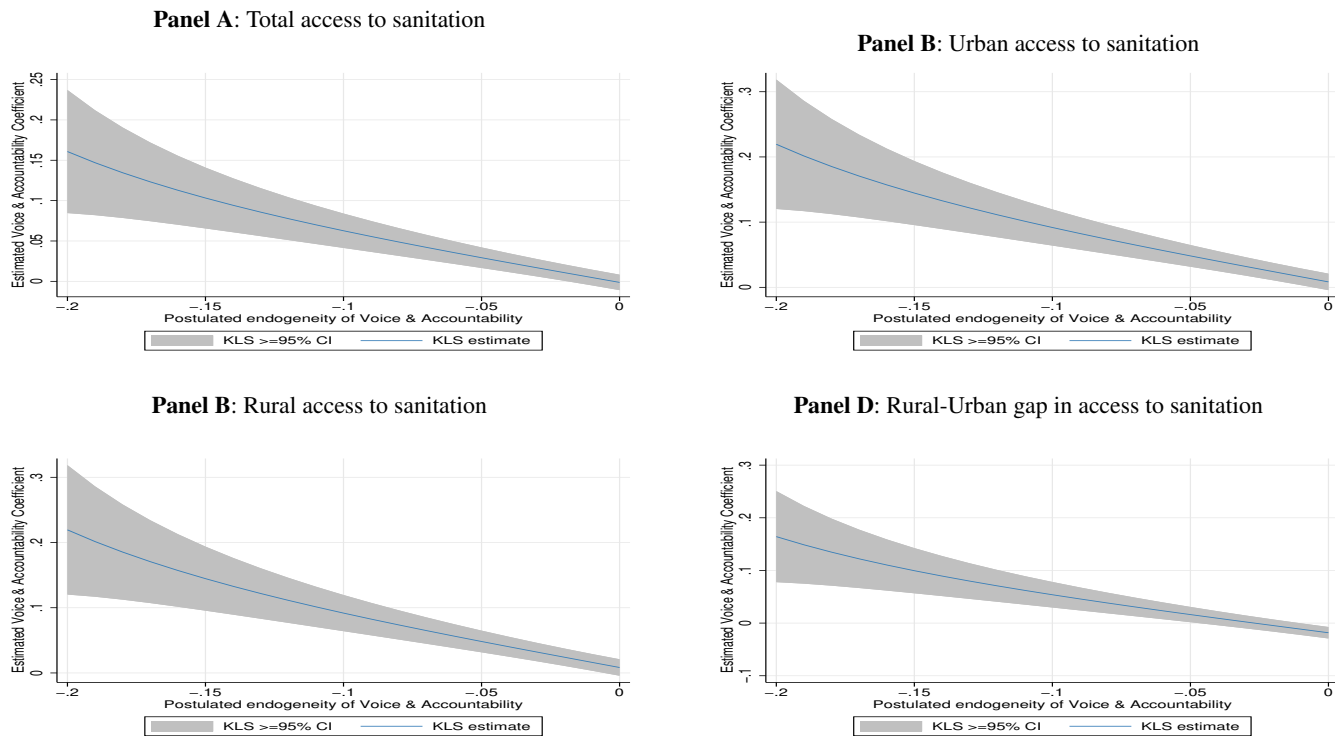 Panel A: Total access to sanitation
Estimated Voice & Accountability Coefficient
.25
.2
.15
.1
.05
0
-.2
-.15
-.1
-.05
0
Postulated endogeneity of Voice & Accountability
KLS >=95% CI
KLS estimate
Panel B: Urban access to sanitation
Estimated Voice & Accountability Coefficient
.3
.2
.1
0
-.2
-.15
-.1
-.05
0
Postulated endogeneity of Voice & Accountability
KLS >=95% CI
KLS estimate
Panel B: Rural access to sanitation
Estimated Voice & Accountability Coefficient
.3
.2
.1
0
-.2
-.15
-.1
-.05
0
Postulated endogeneity of Voice & Accountability
KLS >=95% CI
KLS estimate
Panel D: Rural-Urban gap in access to sanitation
Estimated Voice & Accountability Coefficient
.3
.2
.1
0
-.1
-.2
-.15
-.1
-.05
0
Postulated endogeneity of Voice & Accountability
KLS >=95% CI
KLS estimate